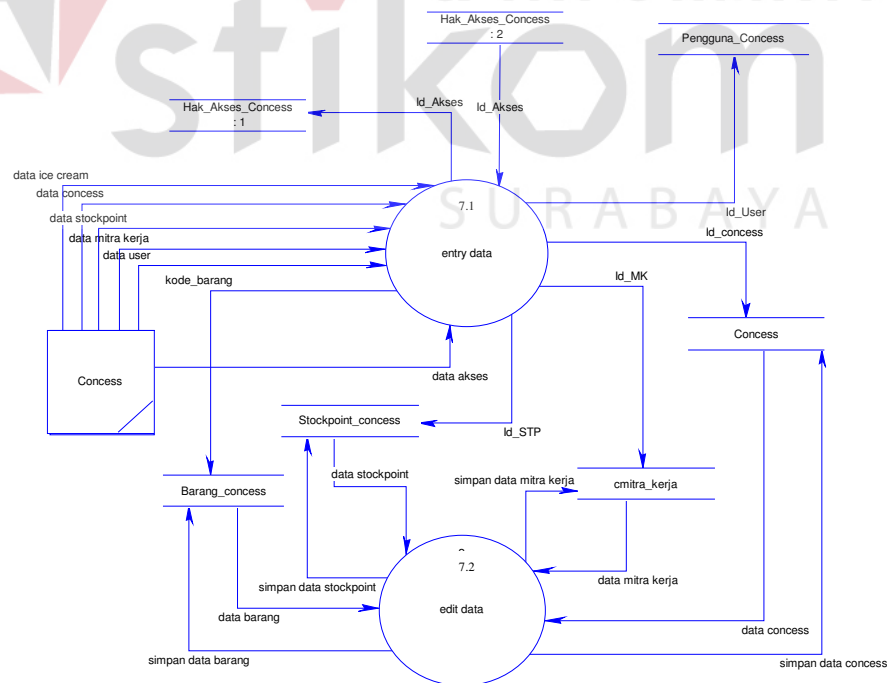 stikom
SURABAYA
Hak_Akses_Concess
: 2
Pengguna_Concess
Hak_Akses_Concess
: 1
Id_Akses
Id_Akses
data ice cream
data concess
data stockpoint
data mitra kerja
data user
kode_barang
7.1
entry data
Id_User
Id_concess
Id_MK
Concess
Concess
data akses
Stockpoint_concess
Id_STP
data stockpoint
simpan data mitra kerja
cmitra_kerja
Barang_concess
7.2
edit data
simpan data stockpoint
data mitra kerja
data barang
data concess
simpan data barang
simpan data concess